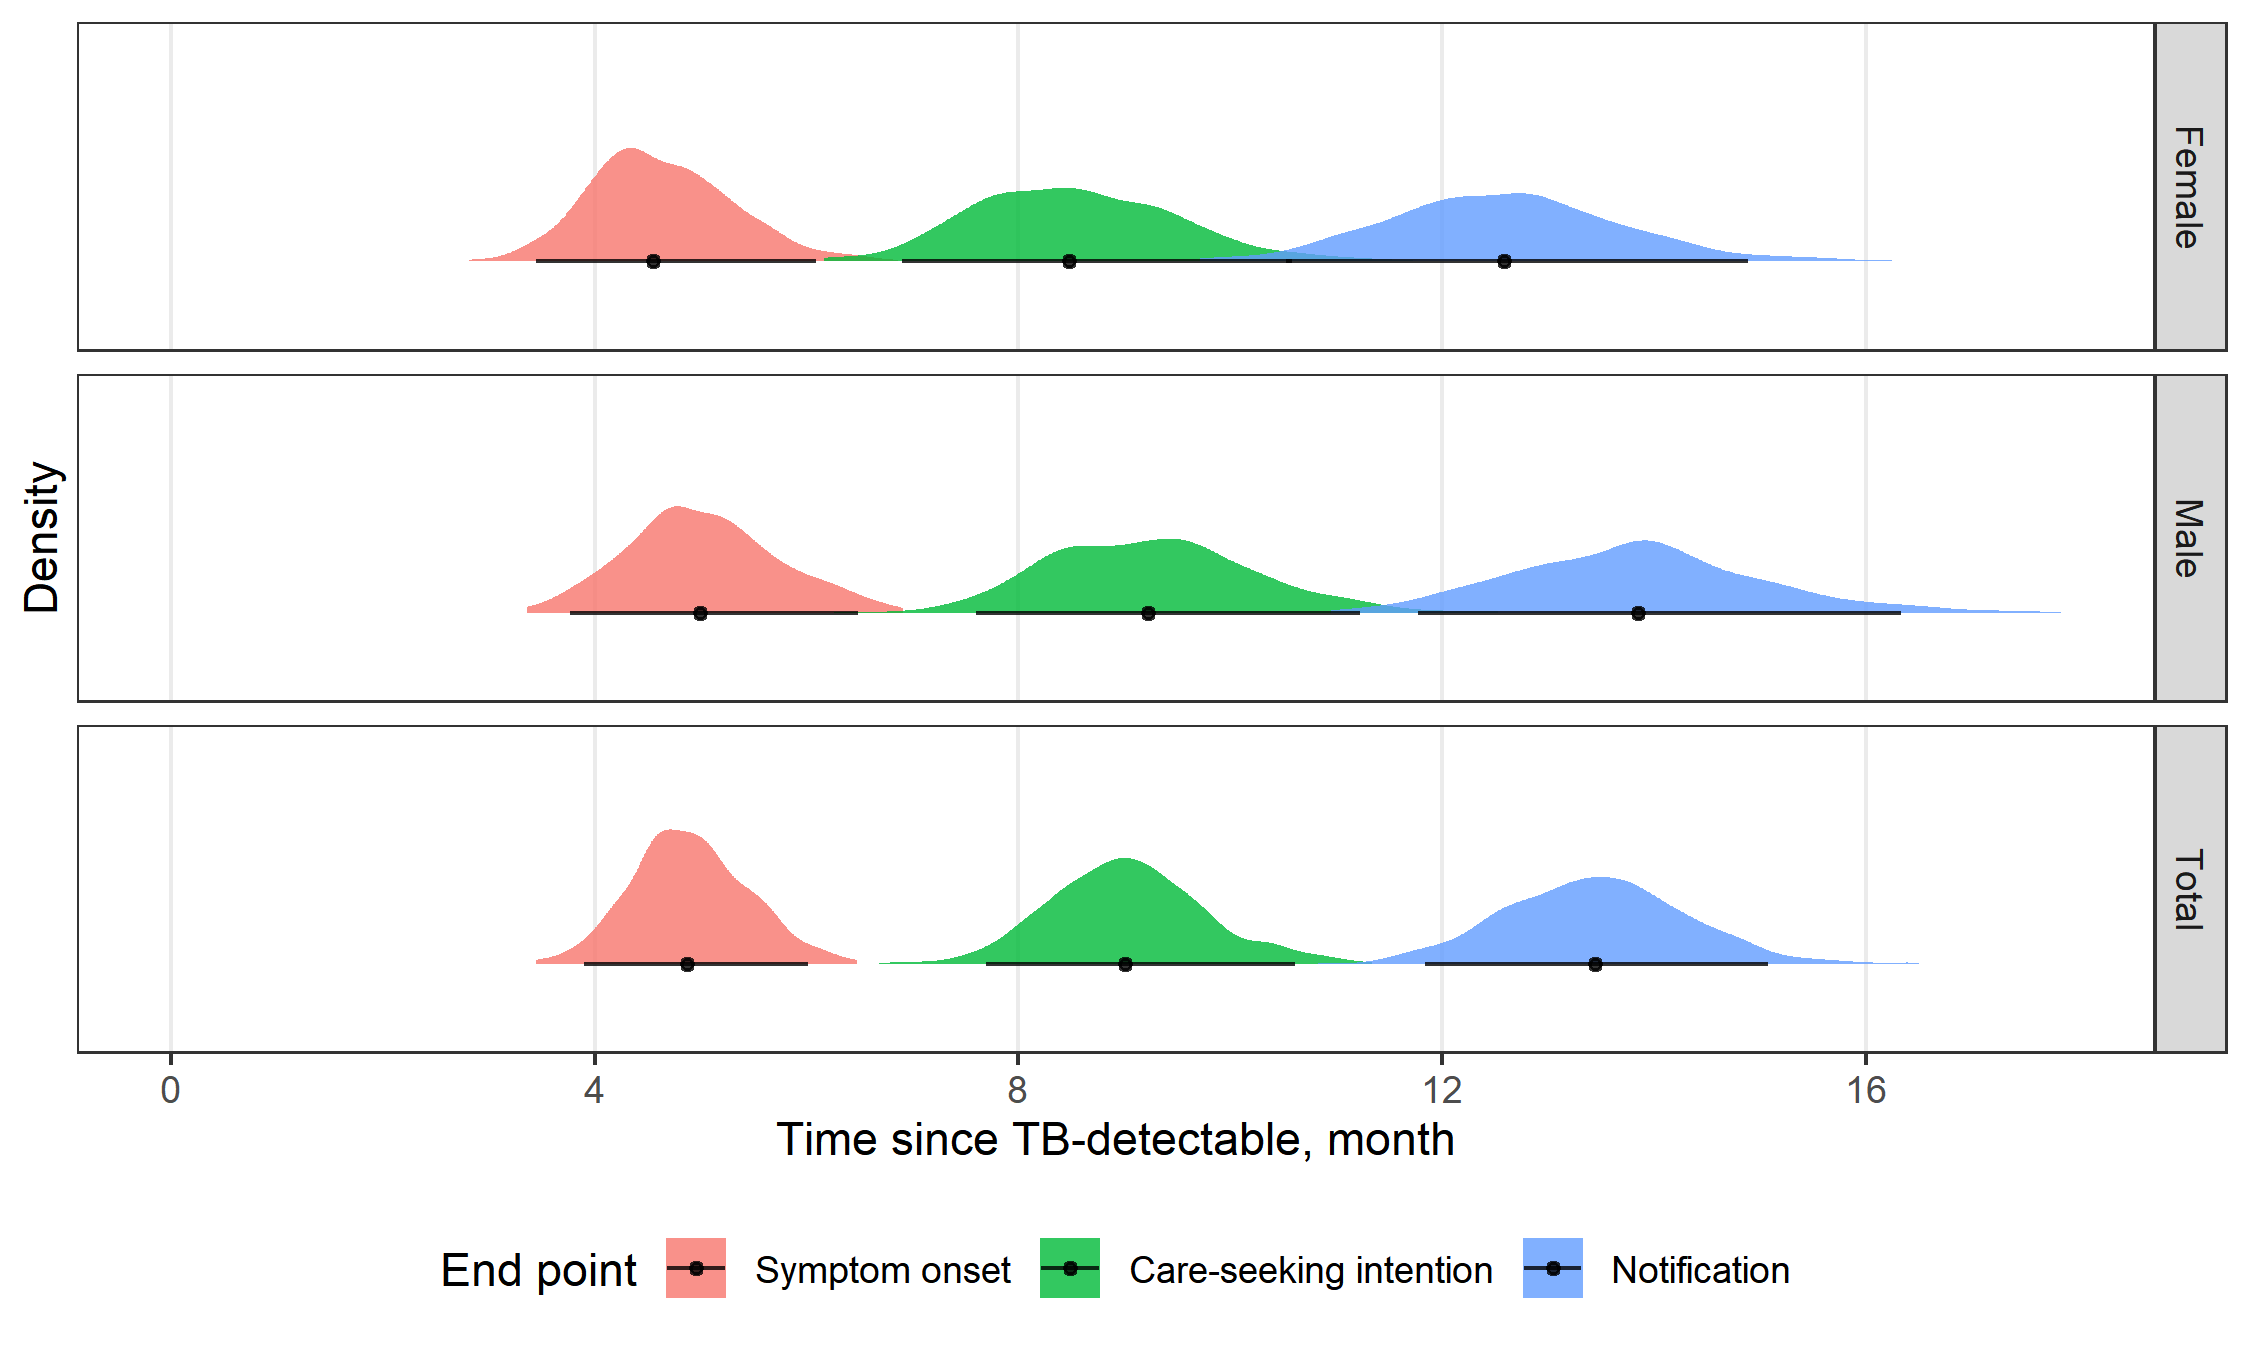 Female
Male
Total
Density
0 4 8 12 16
Time since TB-detectable, month
End point Symptom onset Care-seeking intention Notification